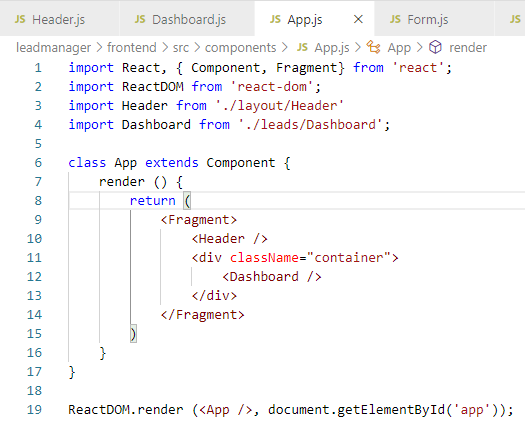 JS Header.js JS Dashboard.js JS App.js × JS Form.js JS
leadmanager > frontend > src > components > JS App.js > App > render
1 import React, { Component, Fragment} from 'react';
2 import ReactDOM from 'react-dom';
3 import Header from './layout/Header'
4 import Dashboard from './leads/Dashboard';
5
6 class App extends Component {
7 render () {
8 return (
9 <Fragment>
10 <Header />
11 <div className="container">
12 <Dashboard />
13 </div>
14 </Fragment>
15 )
16 }
17 }
18
19 ReactDOM.render (<App />, document.getElementById('app'));